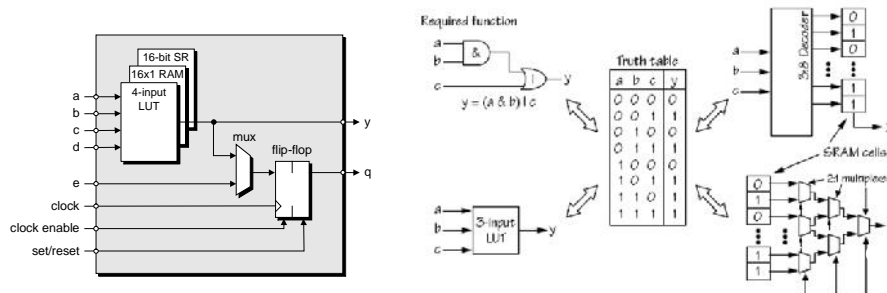 16-bit SR
16x1 RAM
4-input
LUT
a
b
c
d
e
clock
clock enable
set/reset
mux
flip-flop
y
q
Required function
a
b
c
&
|
y
y = (a & b) | c
a
b
c
3-input
LUT
y
Truth table
a b c y
0 0 0 0
0 0 1 1
0 1 0 0
0 1 1 1
1 0 0 0
1 0 1 1
1 1 0 1
1 1 1 1
a
b
c
3:8 Decoder
0
1
0
1
1
SRAM cells
2:1
0
1
0
1
1